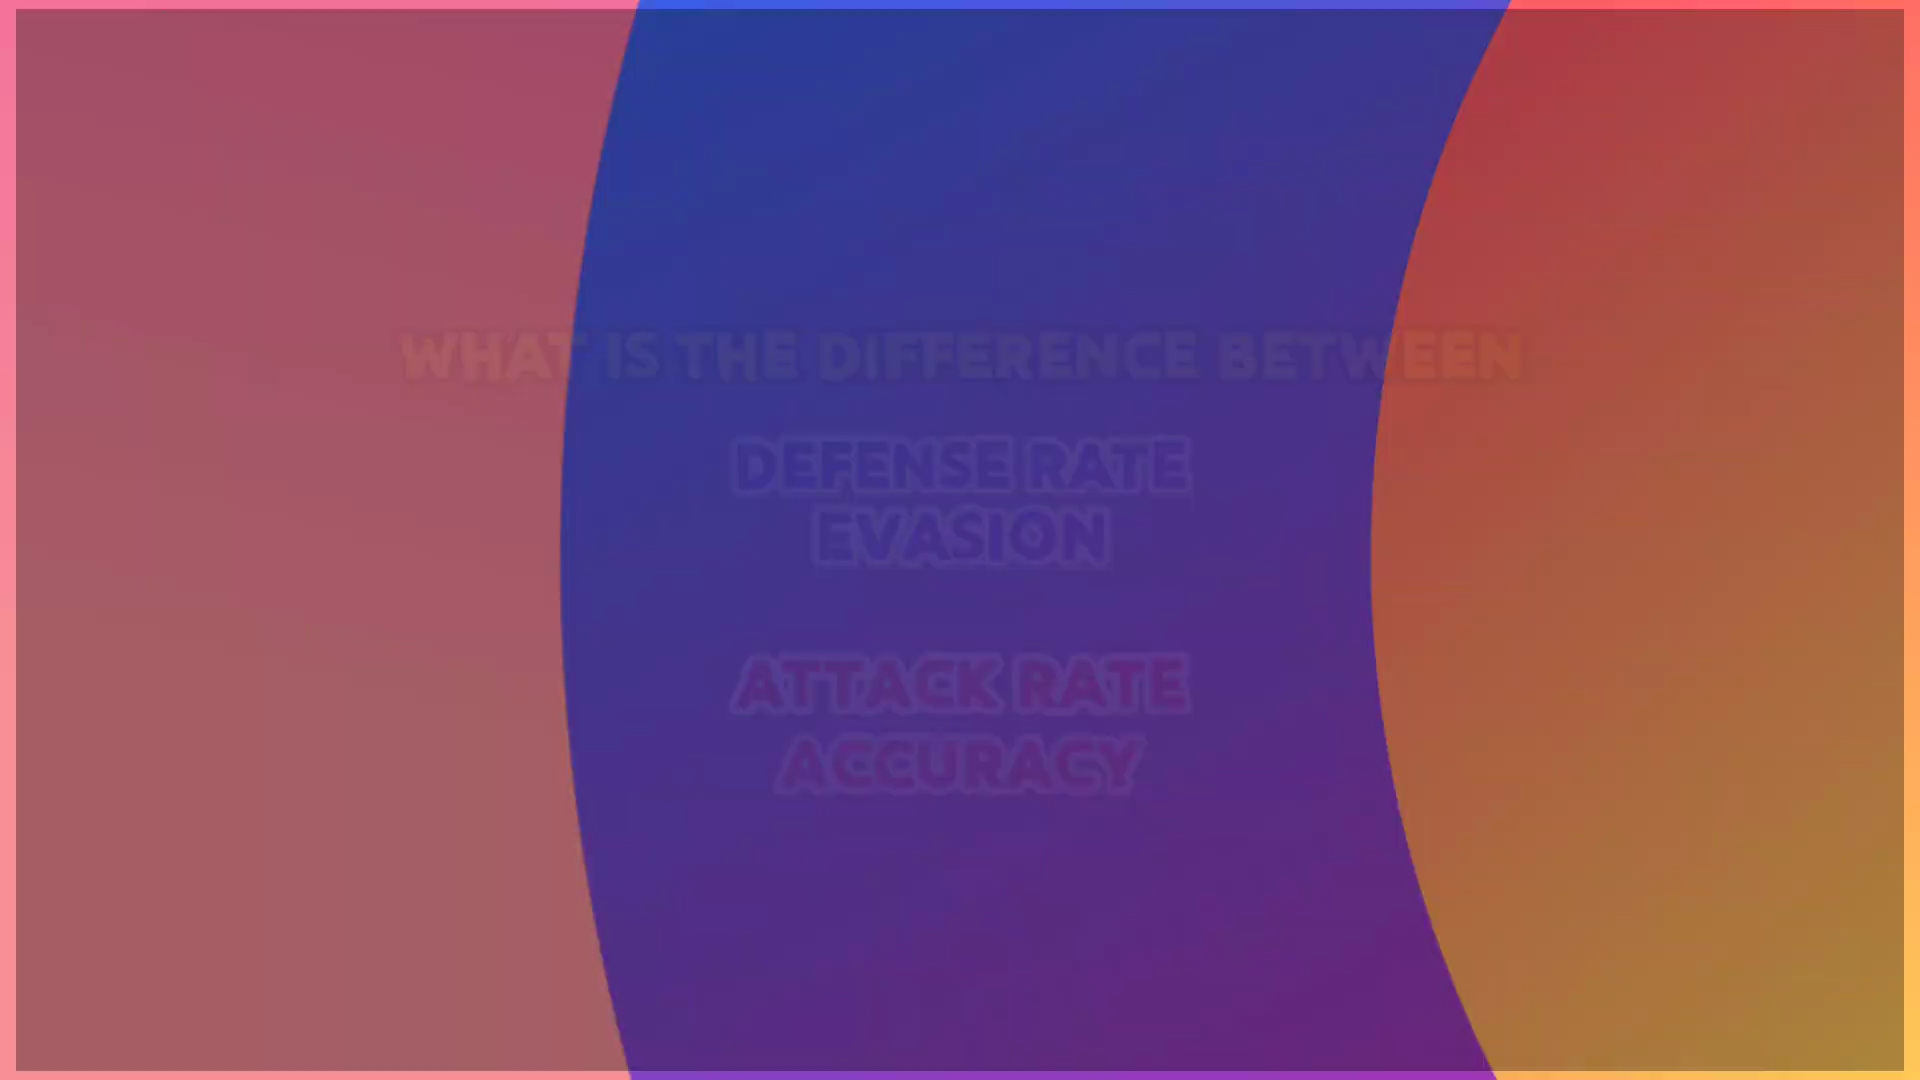 WHAT IS THE DIFFERENCE BETWEEN
DEFENSE RATE
EVASION
ATTACK RATE
ACCURACY